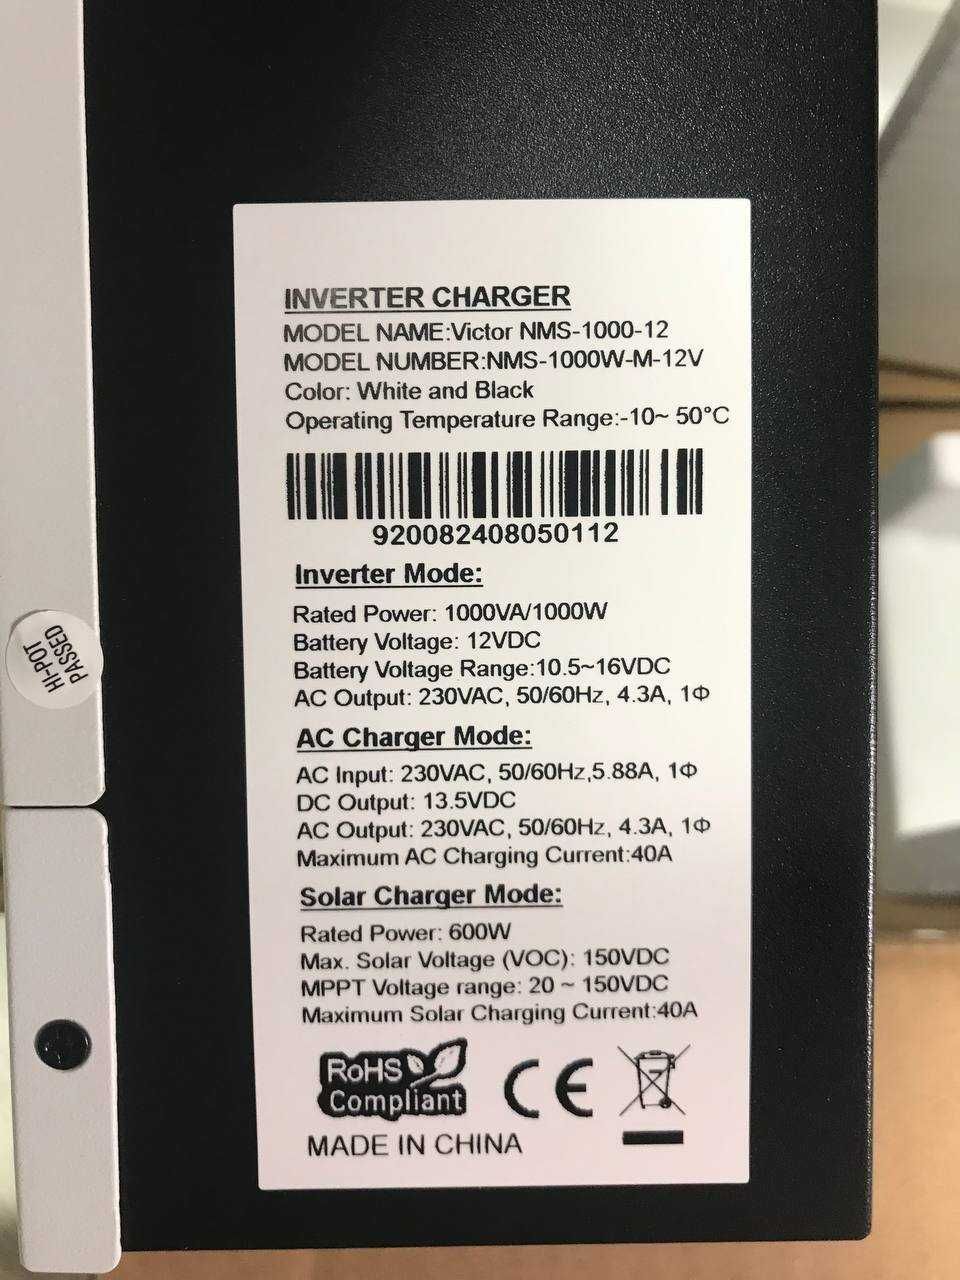 INVERTER CHARGER
MODEL NAME:Victor NMS-1000-12
MODEL NUMBER:NMS-1000W-M-12V
Color: White and Black
Operating Temperature Range:-10~ 50°C
920082408050112
Inverter Mode:
Rated Power: 1000VA/1000W
Battery Voltage: 12VDC
Battery Voltage Range:10.5~16VDC
AC Output: 230VAC, 50/60Hz, 4.3A, 1Φ
AC Charger Mode:
AC Input: 230VAC, 50/60Hz,5.88A, 1Φ
DC Output: 13.5VDC
AC Output: 230VAC, 50/60Hz, 4.3A, 1Φ
Maximum AC Charging Current:40A
Solar Charger Mode:
Rated Power: 600W
Max. Solar Voltage (VOC): 150VDC
MPPT Voltage range: 20 ~ 150VDC
Maximum Solar Charging Current:40A
RoHS
Compliant
CE
MADE IN CHINA
HI-POT
PASSED